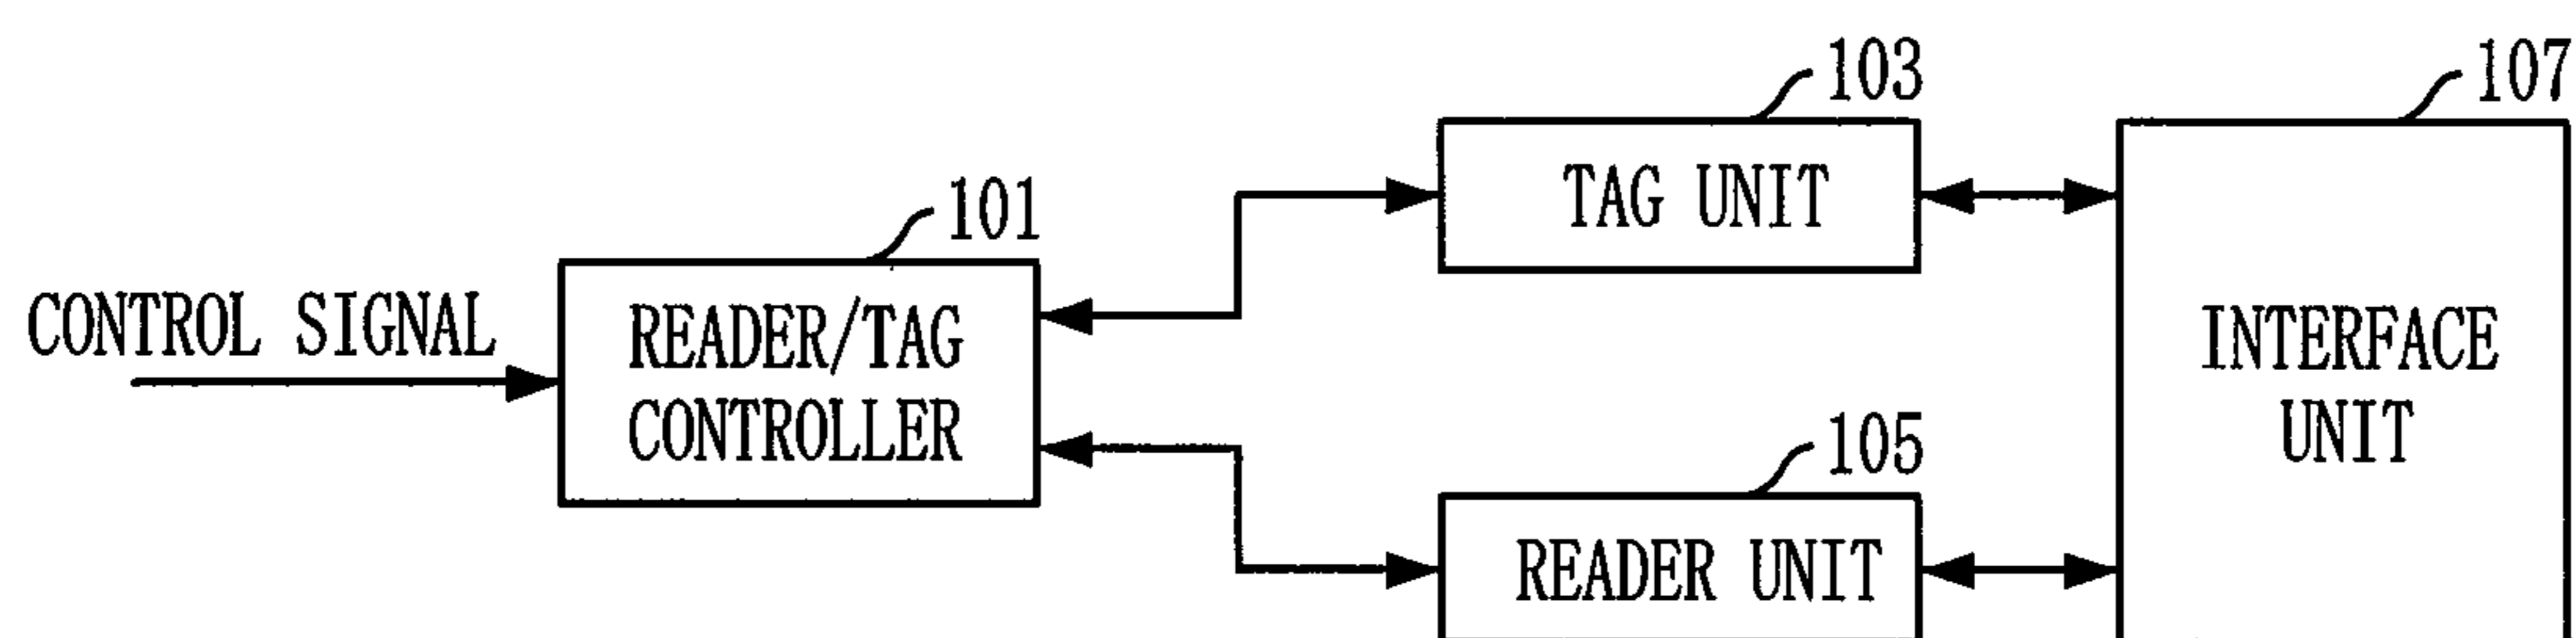 103
107
TAG UNIT
101
CONTROL SIGNAL
READER/TAG
CONTROLLER
INTERFACE
UNIT
105
READER UNIT